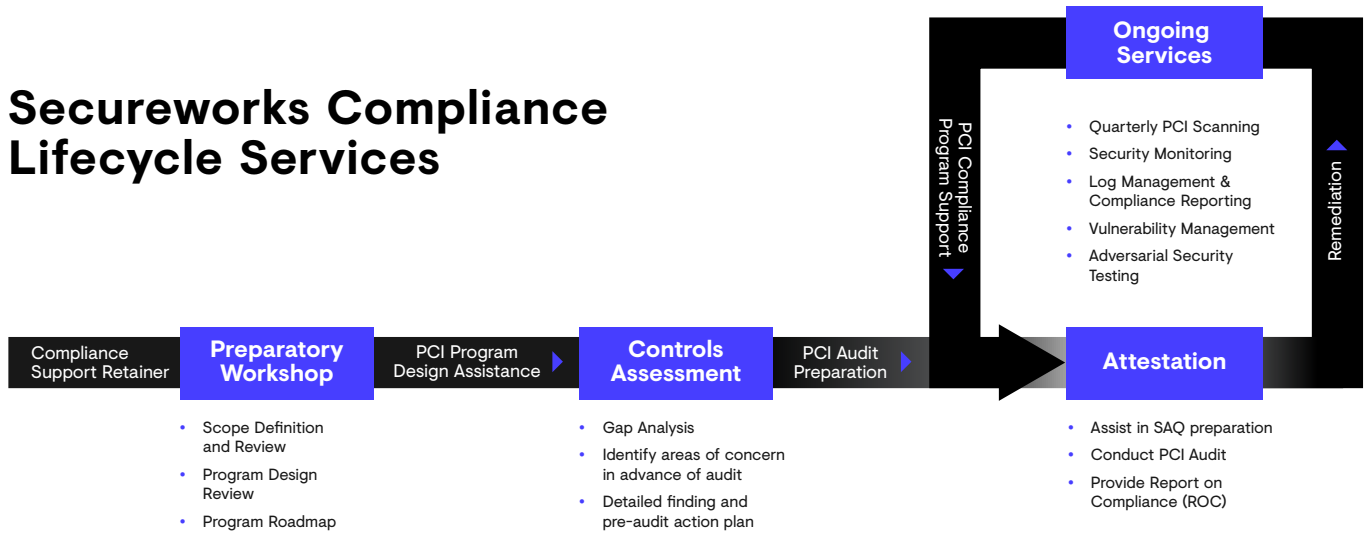 Secureworks Compliance
Lifecycle Services
Compliance
Support Retainer
Preparatory
Workshop
Scope Definition
and Review
Program Design
Review
Program Roadmap
PCI Program
Design Assistance
Controls
Assessment
Gap Analysis
Identify areas of concern
in advance of audit
Detailed finding and
pre-audit action plan
PCI Audit
Preparation
Attestation
Assist in SAQ preparation
Conduct PCI Audit
Provide Report on
Compliance (ROC)
Remediation
Ongoing
Services
Quarterly PCI Scanning
Security Monitoring
Log Management &
Compliance Reporting
Vulnerability Management
Adversarial Security
Testing
PCI Compliance
Program Support